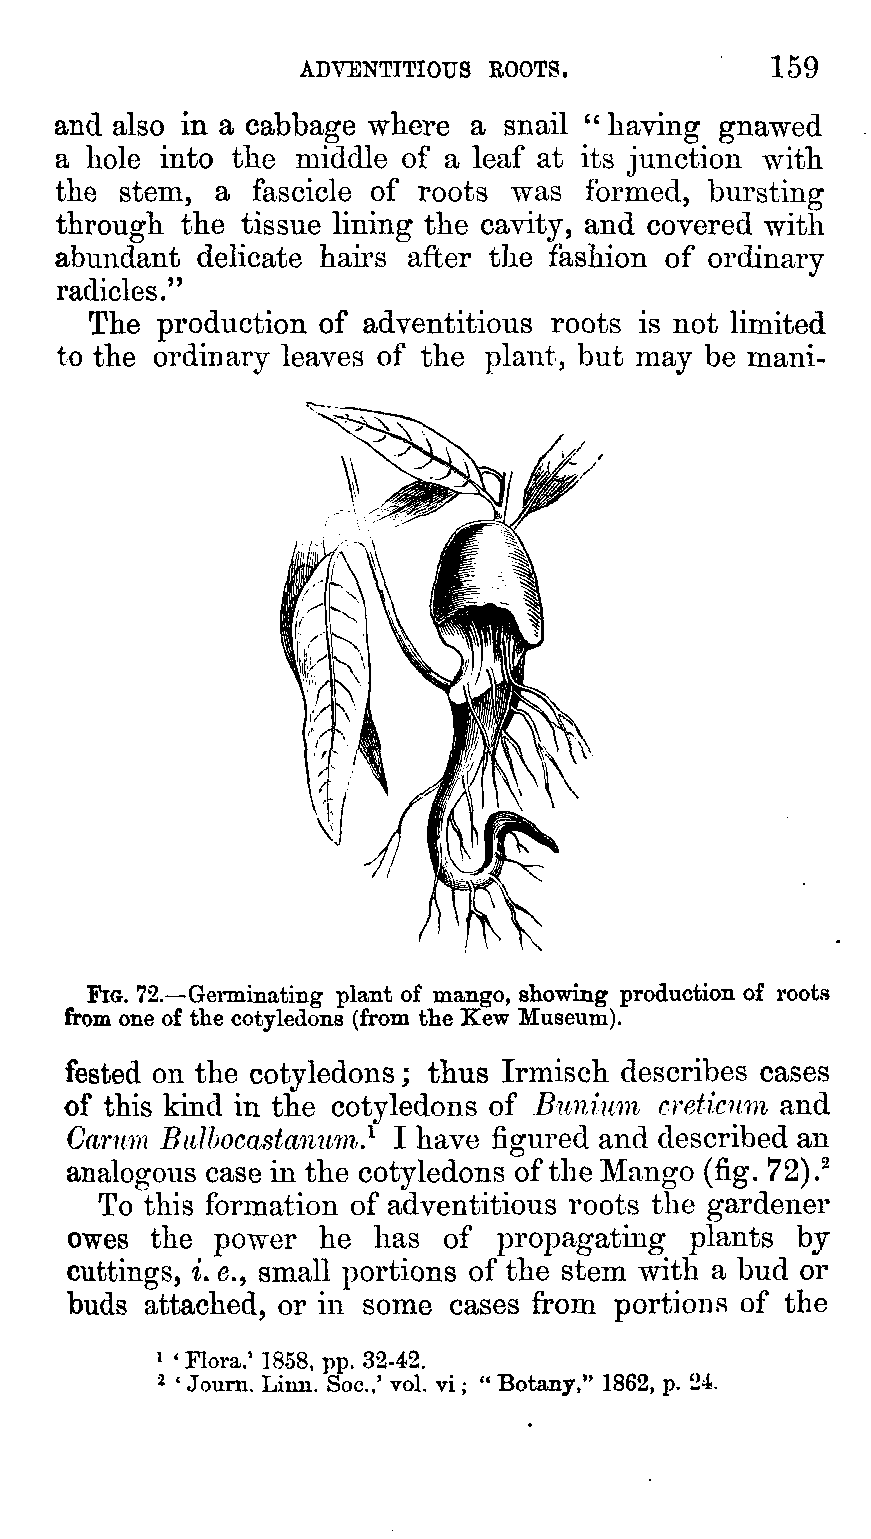 ADVENTITIOUS ROOTS. 159
and also in a cabbage where a snail “having gnawed
a hole into the middle of a leaf at its junction with
the stem, a fascicle of roots was formed, bursting
through the tissue lining the cavity, and covered with
abundant delicate hairs after the fashion of ordinary
radicles.”
The production of adventitious roots is not limited
to the ordinary leaves of the plant, but may be mani-
FIG. 72.—Germinating plant of mango, showing production of roots
from one of the cotyledons (from the Kew Museum).
fested on the cotyledons; thus Irmisch describes cases
of this kind in the cotyledons of Bunium creticum and
Carum Bulbocastanum.¹ I have figured and described an
analogous case in the cotyledons of the Mango (fig. 72).²
To this formation of adventitious roots the gardener
owes the power he has of propagating plants by
cuttings, i. e., small portions of the stem with a bud or
buds attached, or in some cases from portions of the
¹ ‘Flora,’ 1858, pp. 32-42.
² ‘Journ. Linn. Soc.,’ vol. vi; “Botany,” 1862, p. 24.